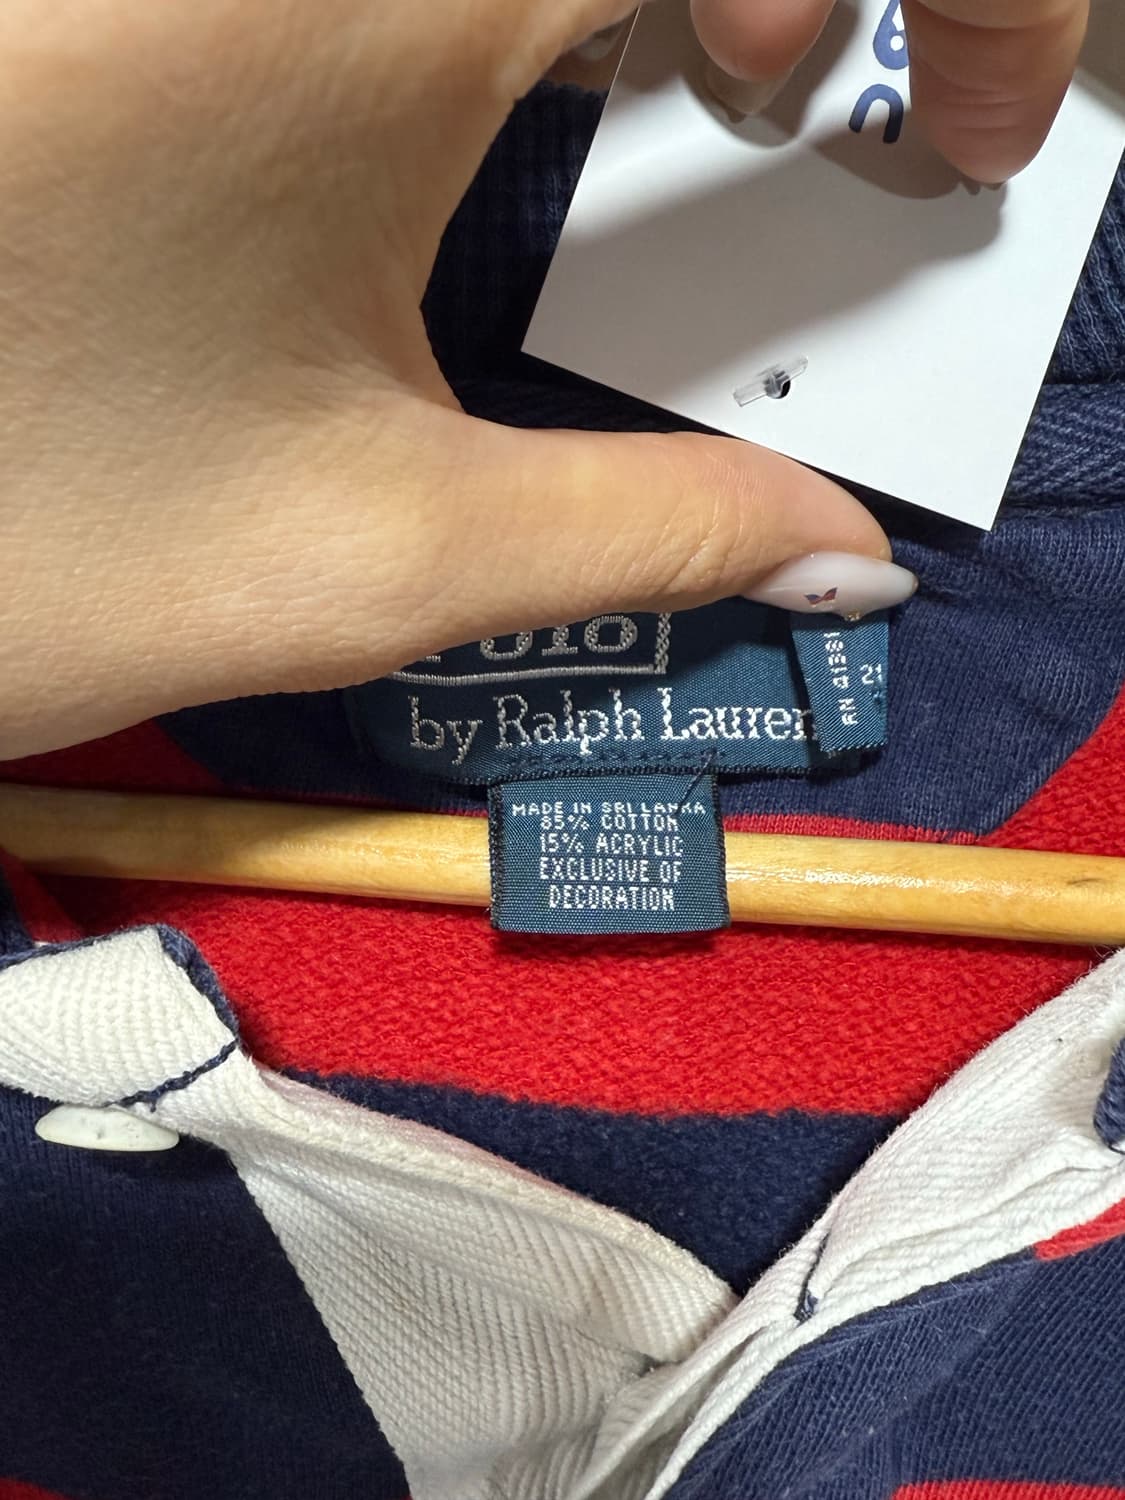 by Ralph Lauren
MADE IN SRI LANKA
85% COTTON
15% ACRYLIC
EXCLUSIVE OF
DECORATION